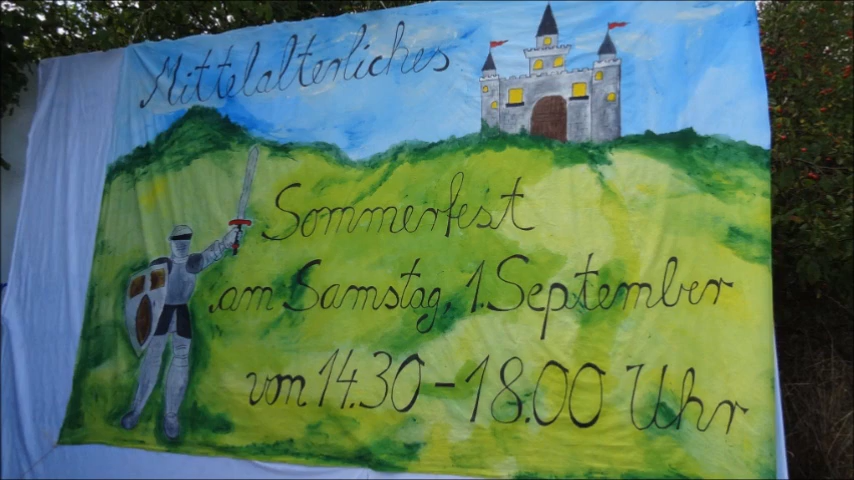 Mittelalterliches
Sommerfest
am Samstag, 1. September
von 14.30 - 18.00 Uhr